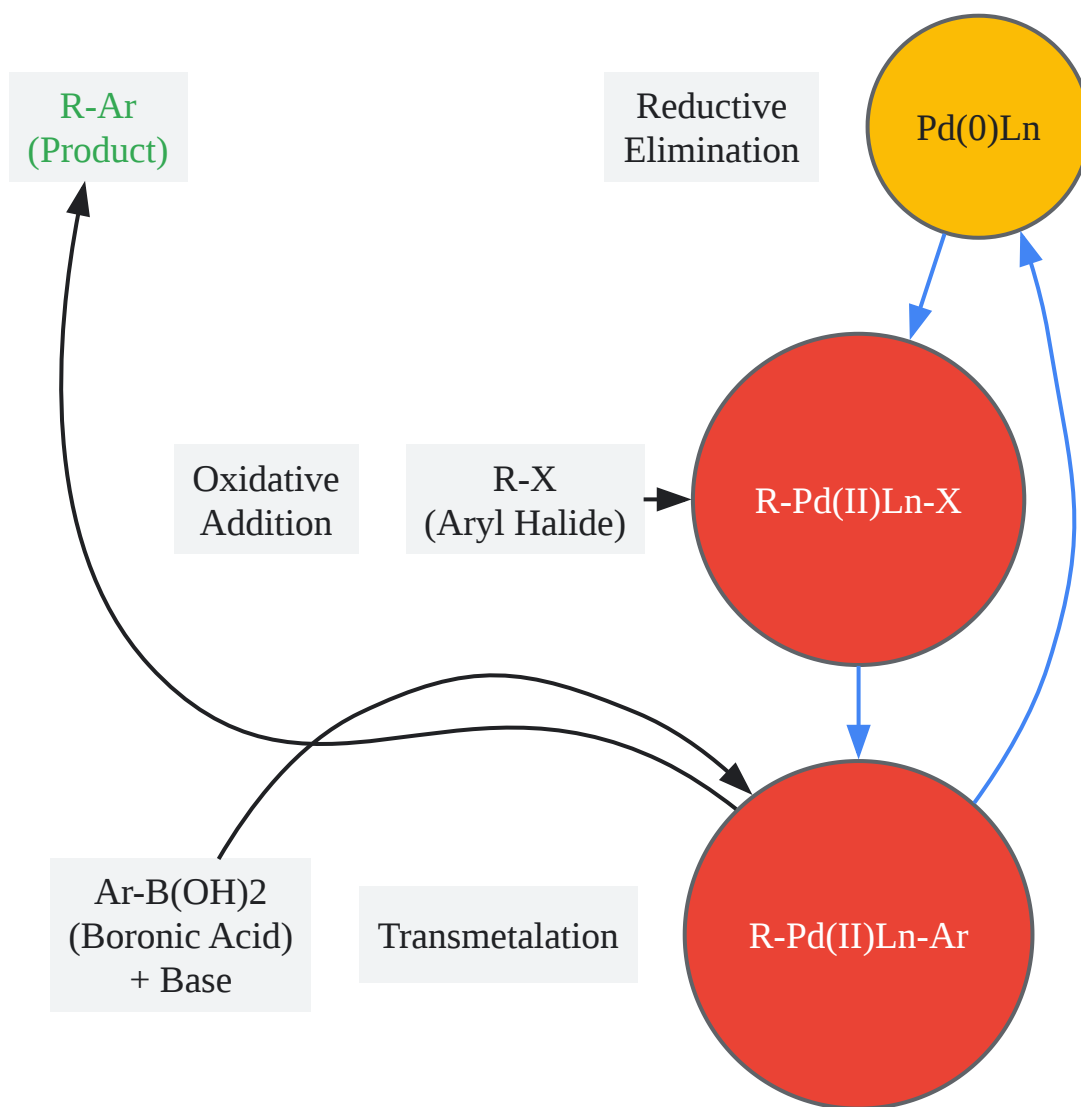 R-Ar
(Product)
Reductive
Elimination
Pd(0)Ln
Oxidative
Addition
R-X
(Aryl Halide)
R-Pd(II)Ln-X
Ar-B(OH)2
(Boronic Acid)
+ Base
Transmetalation
R-Pd(II)Ln-Ar